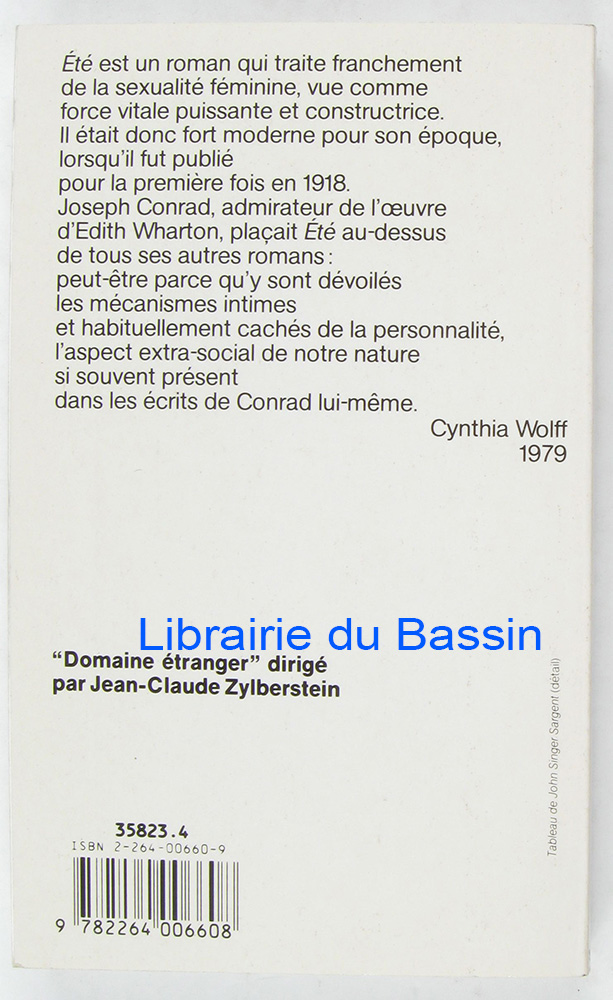 Été est un roman qui traite franchement
de la sexualité féminine, vue comme
force vitale puissante et constructrice.
Il était donc fort moderne pour son époque,
lorsqu'il fut publié
pour la première fois en 1918.
Joseph Conrad, admirateur de l'œuvre
d'Edith Wharton, plaçait Été au-dessus
de tous ses autres romans :
peut-être parce qu'y sont dévoilés
les mécanismes intimes
et habituellement cachés de la personnalité,
l'aspect extra-social de notre nature
si souvent présent
dans les écrits de Conrad lui-même.
Cynthia Wolff
1979
Librairie du Bassin
“Domaine étranger” dirigé
par Jean-Claude Zylberstein
Tableau de John Singer Sargent (détail)
35823.4
ISBN 2-264-00660-9
9 782264 006608